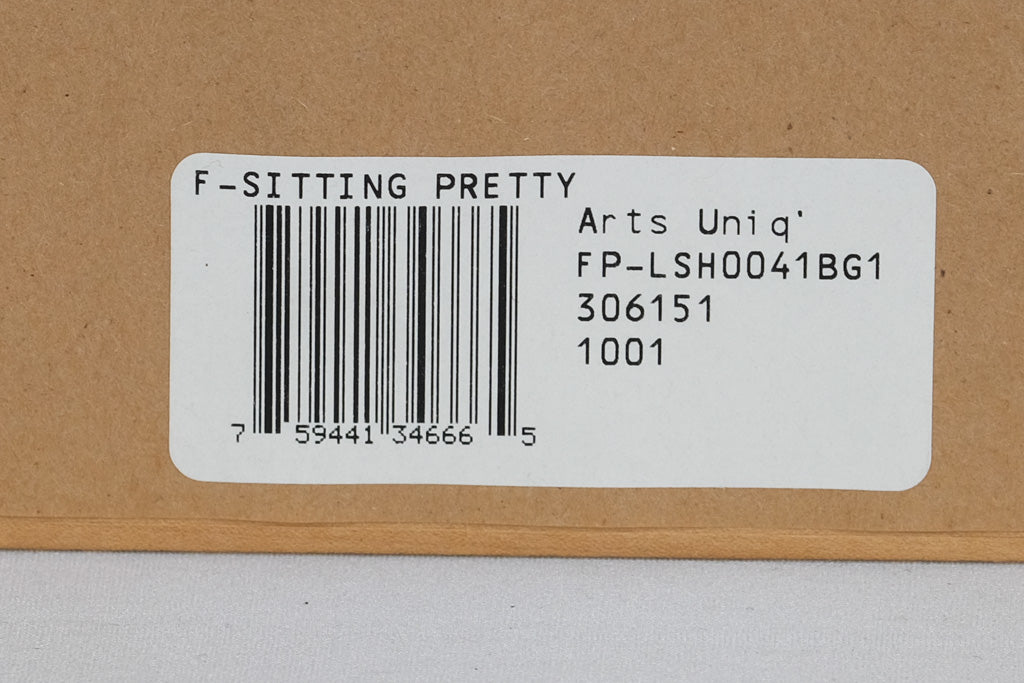 F-SITTING PRETTY
Arts Uniq'
FP-LSH0041BG1
306151
1001
7 59441 34666 5